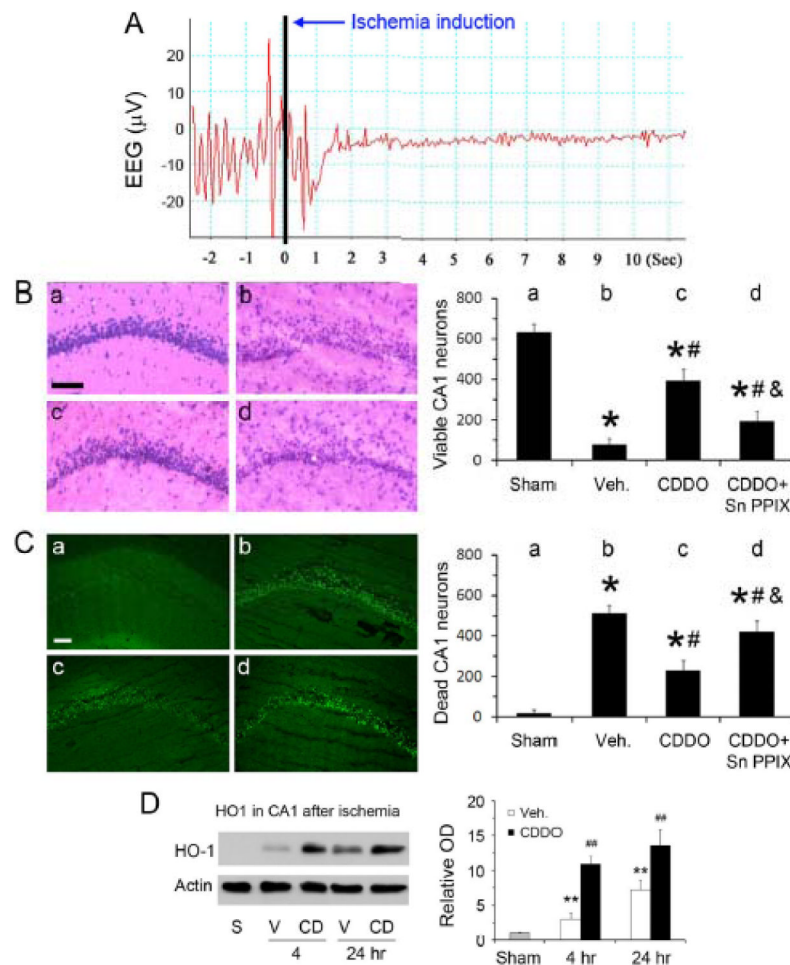 A
Ischemia induction
EEG (μV)
20
10
0
-10
-20
-2 -1 0 1 2 3 4 5 6 7 8 9 10 (Sec)
B
a b
c d
Viable CA1 neurons
800
600
400
200
0
a b c d
*
*#
*# &
Sham Veh. CDDO CDDO+
Sn PPIX
C
a b
c d
Dead CA1 neurons
800
600
400
200
0
a b c d
*
*#
*# &
Sham Veh. CDDO CDDO+
Sn PPIX
D
HO1 in CA1 after ischemia
HO-1
Actin
S V CD V CD
4 24 hr
Relative OD
20
15
10
5
0
Veh.
CDDO
** ## ** ##
Sham 4 hr 24 hr